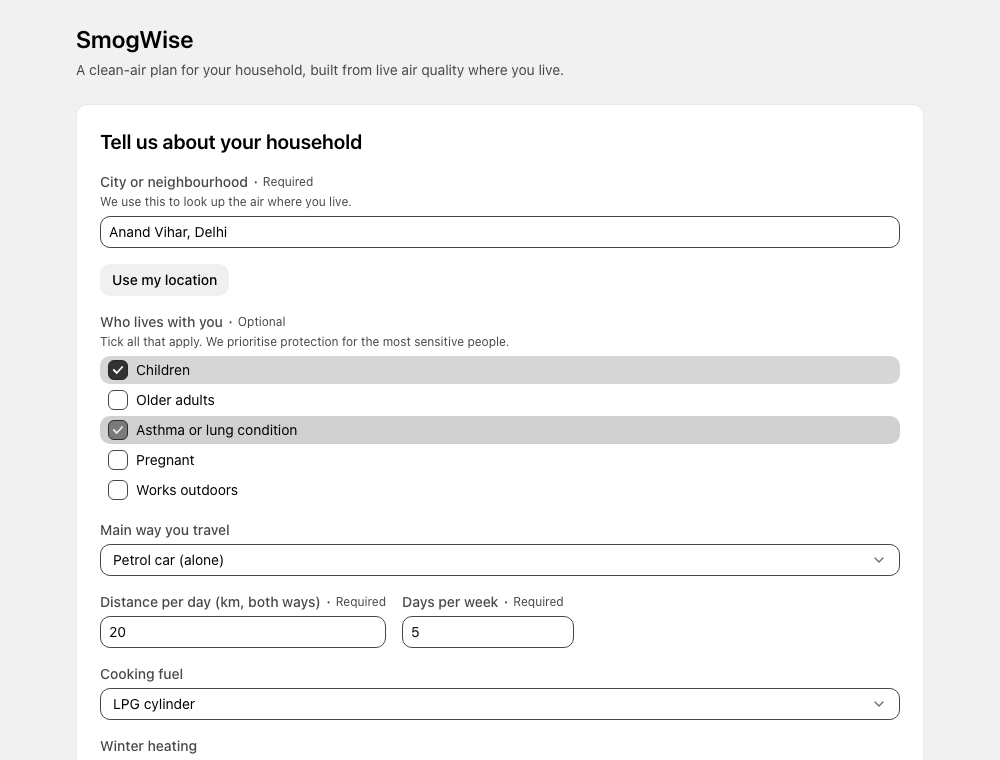 SmogWise
A clean-air plan for your household, built from live air quality where you live.
Tell us about your household
City or neighbourhood · Required
We use this to look up the air where you live.
Anand Vihar, Delhi
Use my location
Who lives with you · Optional
Tick all that apply. We prioritise protection for the most sensitive people.
Children
Older adults
Asthma or lung condition
Pregnant
Works outdoors
Main way you travel
Petrol car (alone)
Distance per day (km, both ways) · Required Days per week · Required
20 5
Cooking fuel
LPG cylinder
Winter heating